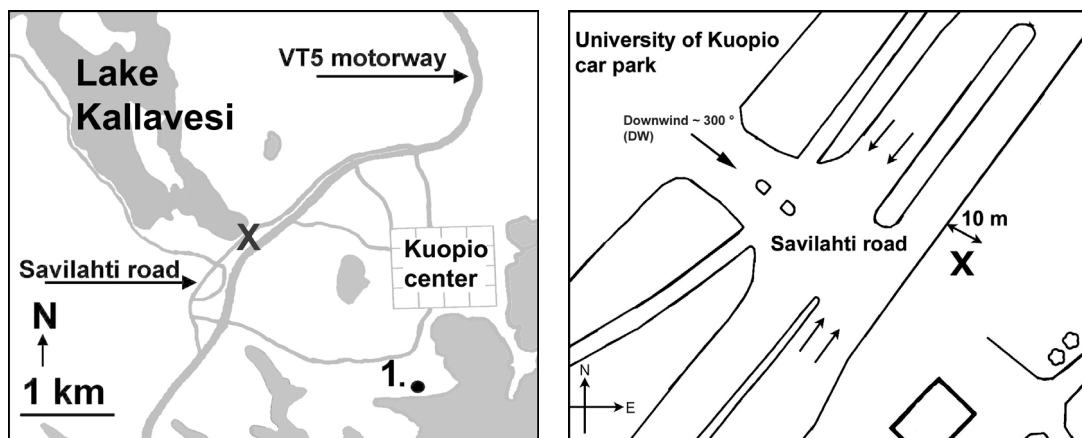 Lake
Kallavesi
VT5 motorway
X
Savilahti road
Kuopio
center
N
1 km
1.
University of Kuopio
car park
Downwind ~ 300 °
(DW)
10 m
Savilahti road
X
N
E